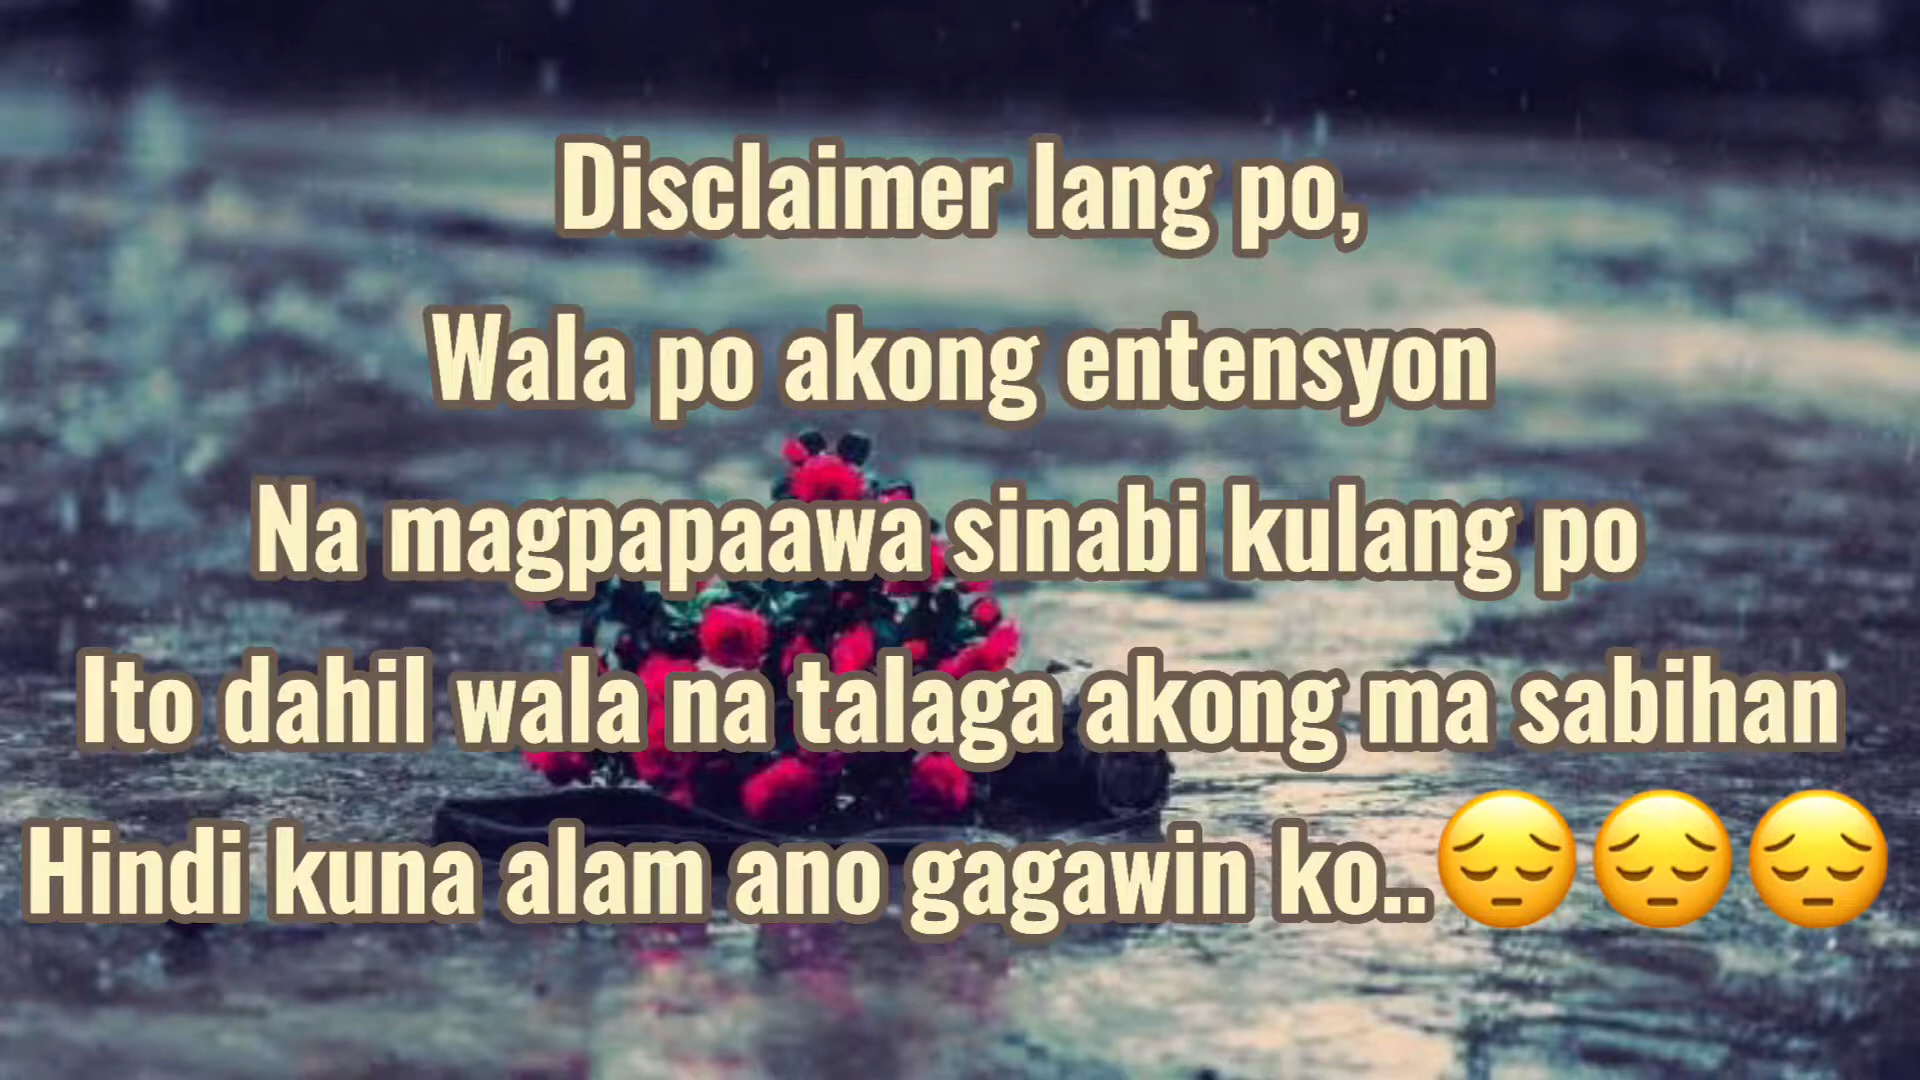 Disclaimer lang po,
Wala po akong entensyon
Na magpapaawa sinabi kulang po
Ito dahil wala na talaga akong ma sabihan
Hindi kuna alam ano gagawin ko..😔😔😔